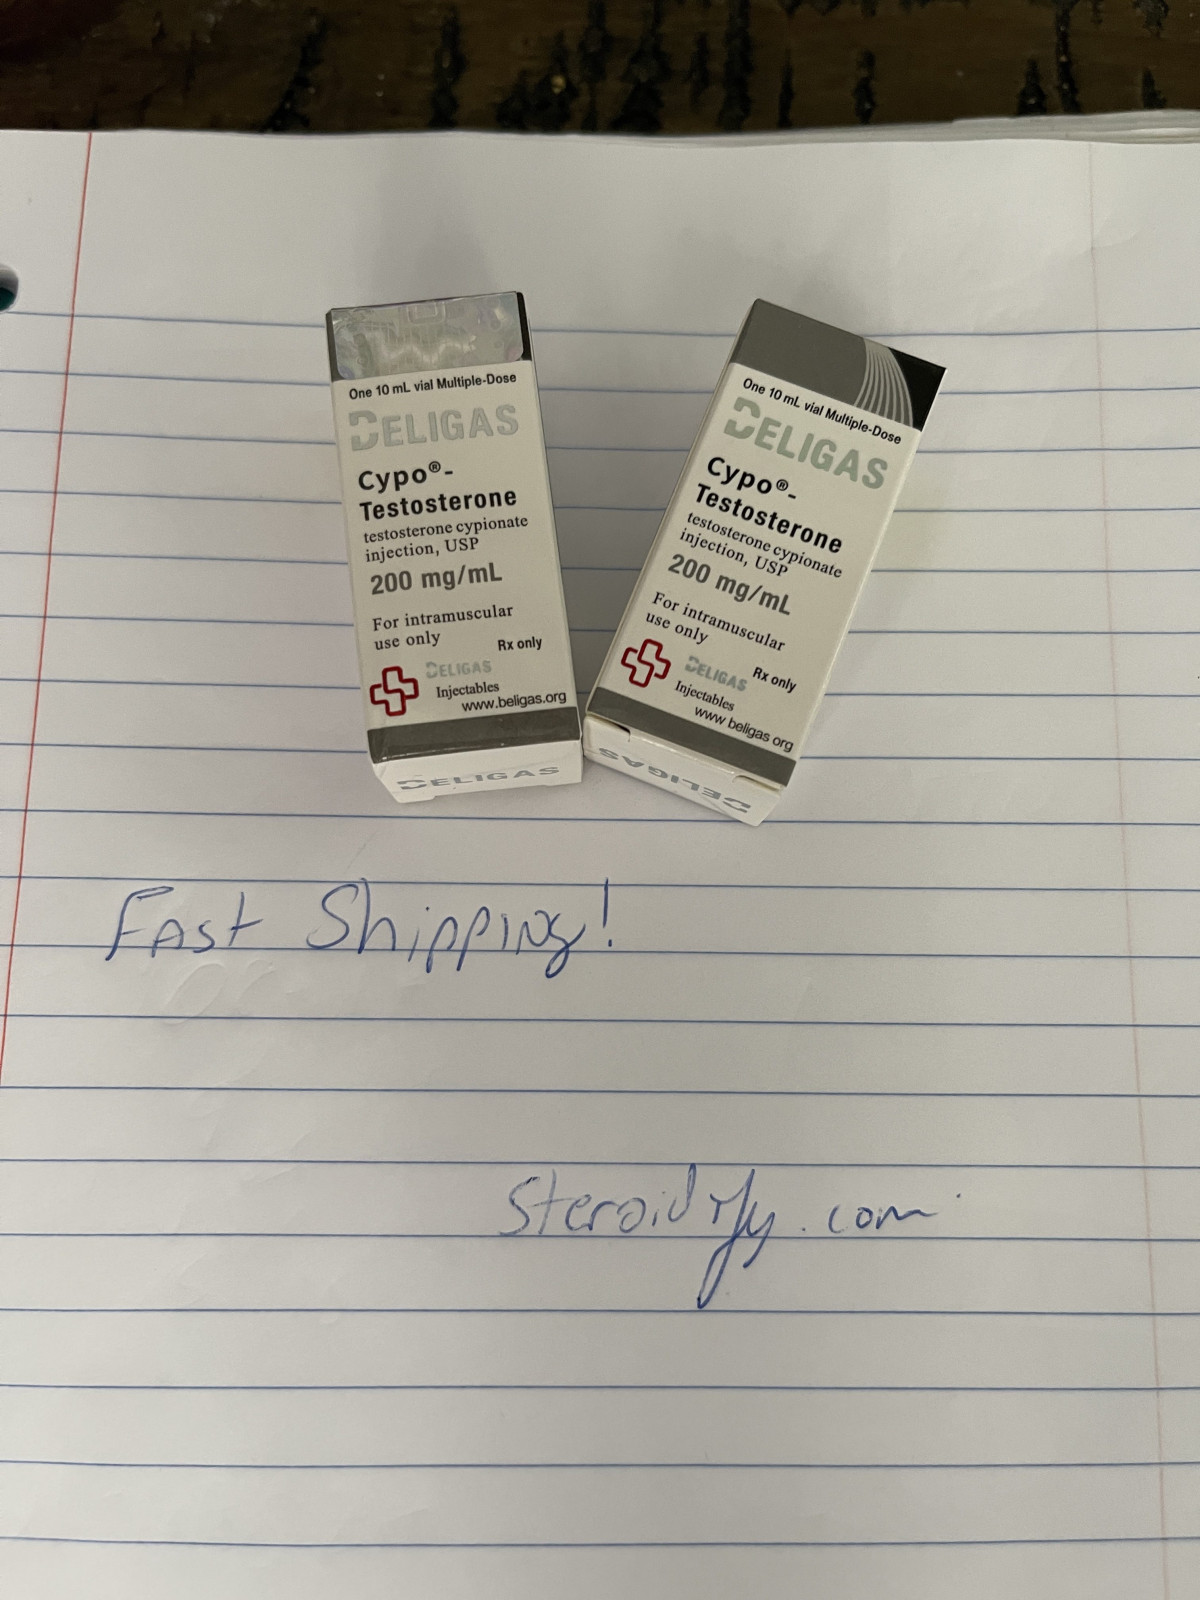 One 10 mL vial Multiple-Dose
BELIGAS
Cypo®-
Testosterone
testosterone cypionate
injection, USP
200 mg/mL
For intramuscular
use only
Rx only
BELIGAS
Injectables
www.beligas.org
BELIGAS
One 10 mL vial Multiple-Dose
BELIGAS
Cypo®-
Testosterone
testosterone cypionate
injection, USP
200 mg/mL
For intramuscular
use only
Rx only
BELIGAS
Injectables
www.beligas.org
BELIGAS
Fast Shipping!
Steroidify.com